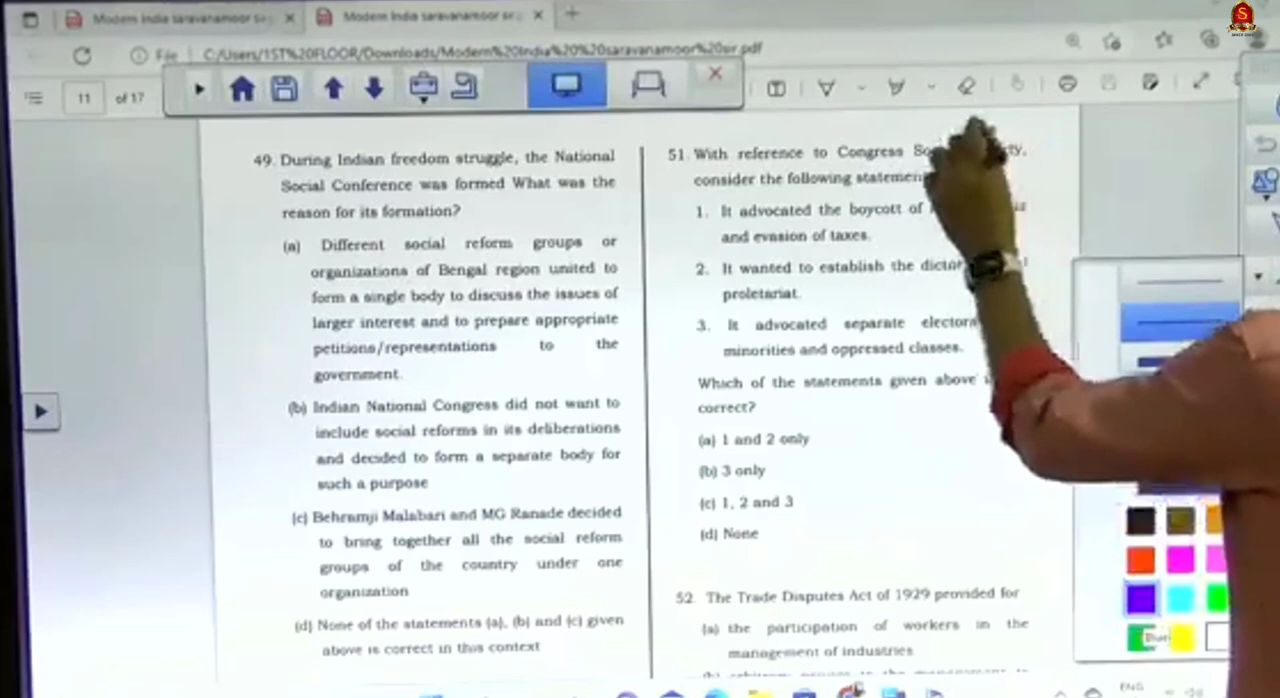 Modern India saravanamoor sir
Modern India saravanamoor sir
File
C:/Users/1ST%20FLOOR/Downloads/Modern%20India%20%20saravanamoor%20sir.pdf
11 of 17
49. During Indian freedom struggle, the National
Social Conference was formed What was the
reason for its formation?
(a) Different social reform groups or
organizations of Bengal region united to
form a single body to discuss the issues of
larger interest and to prepare appropriate
petitions/representations to the
government.
(b) Indian National Congress did not want to
include social reforms in its deliberations
and decided to form a separate body for
such a purpose
(c) Behramji Malabari and MG Ranade decided
to bring together all the social reform
groups of the country under one
organization
(d) None of the statements (a), (b) and (c) given
above is correct in this context
51. With reference to Congress
consider the following
1. It advocated the boycott of
and evasion of taxes.
2. It wanted to establish the
proletariat.
3. It advocated separate
minorities and oppressed classes.
Which of the statements given above
correct?
(a) 1 and 2 only
(b) 3 only
(c) 1, 2 and 3
(d) None
52. The Trade Disputes Act of 1929 provided for
(a) the participation of workers in the
management of industries
ENG